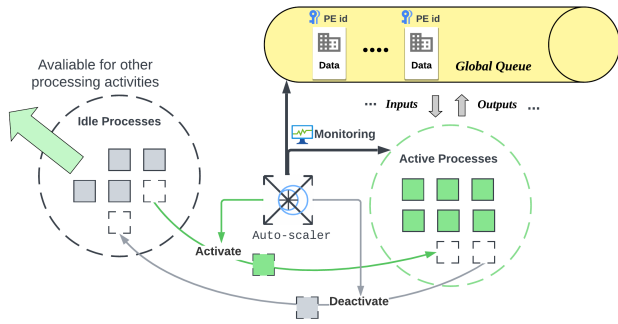 PE id
PE id
Data
....
Data
Global Queue
Avaliable for other
processing activities
... Inputs
Outputs ...
Idle Processes
Monitoring
Active Processes
Auto-scaler
Activate
Deactivate